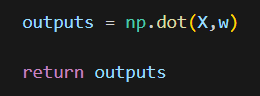 outputs = np.dot(X,w)
return outputs